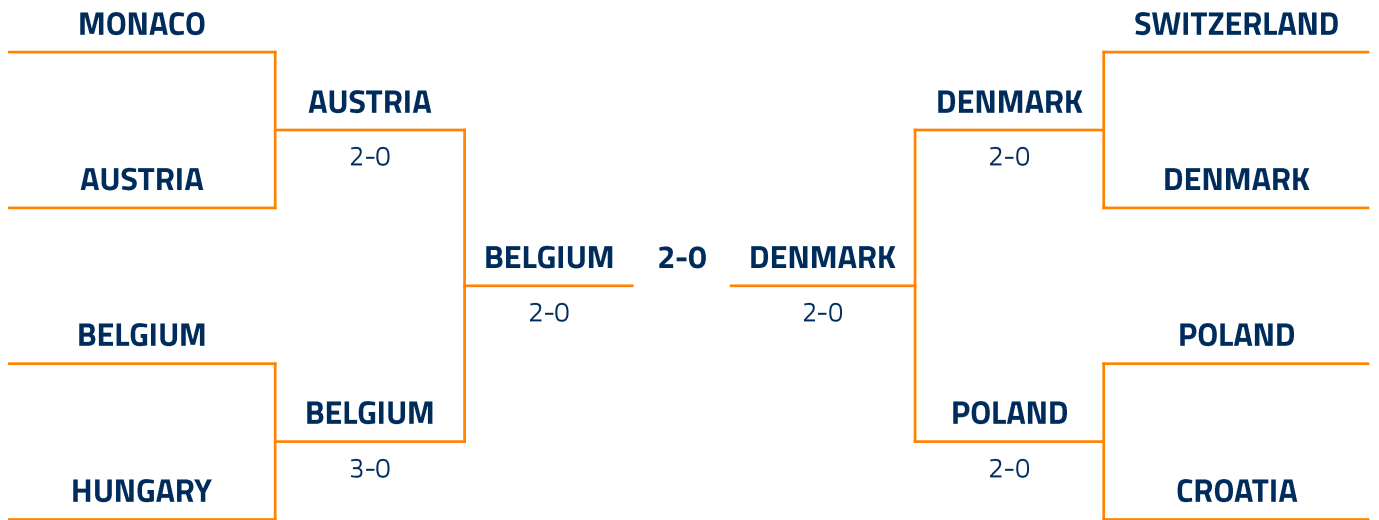 MONACO
SWITZERLAND
AUSTRIA
DENMARK
2-0
2-0
AUSTRIA
DENMARK
BELGIUM 2-0 DENMARK
2-0
2-0
BELGIUM
POLAND
BELGIUM
POLAND
3-0
2-0
HUNGARY
CROATIA